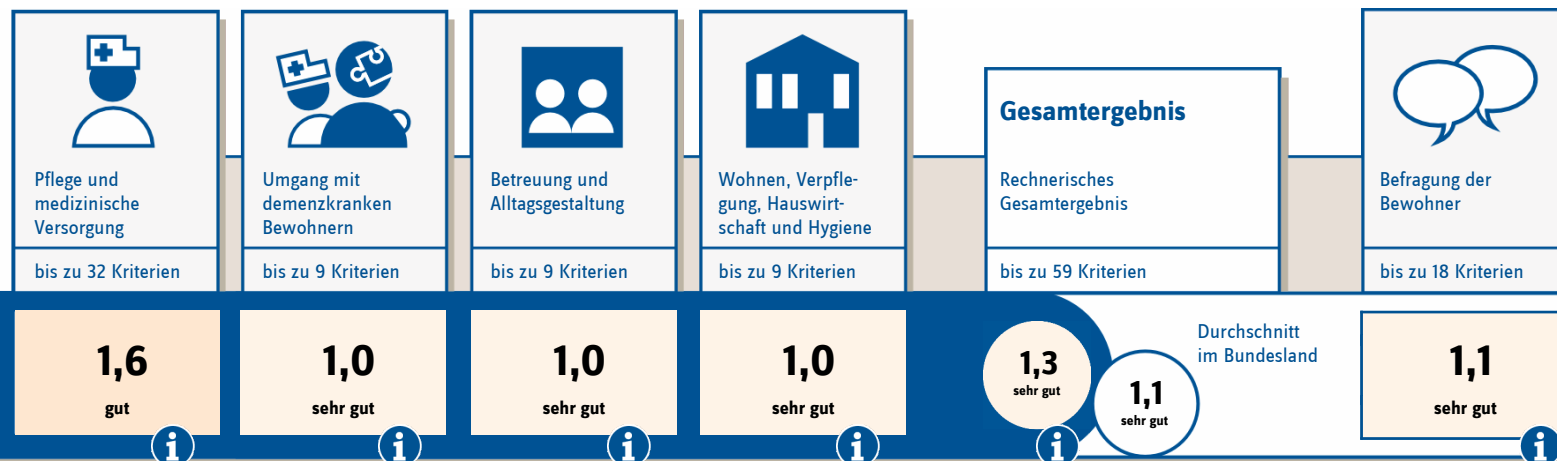 Pflege und
medizinische
Versorgung
bis zu 32 Kriterien
1,6
gut
i
Umgang mit
demenzkranken
Bewohnern
bis zu 9 Kriterien
1,0
sehr gut
i
Betreuung und
Alltagsgestaltung
bis zu 9 Kriterien
1,0
sehr gut
i
Wohnen, Verpfle-
gung, Hauswirt-
schaft und Hygiene
bis zu 9 Kriterien
1,0
sehr gut
i
Gesamtergebnis
Rechnerisches
Gesamtergebnis
bis zu 59 Kriterien
1,3
sehr gut
i
Durchschnitt
im Bundesland
1,1
sehr gut
Befragung der
Bewohner
bis zu 18 Kriterien
1,1
sehr gut
i